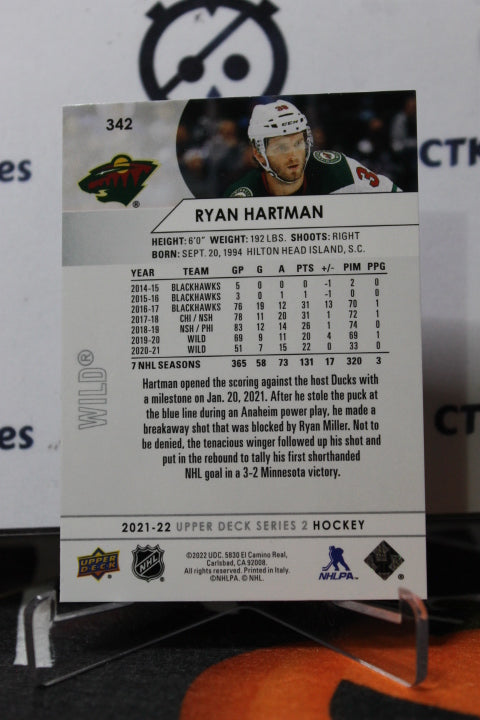 342
38
3
RYAN HARTMAN
HEIGHT: 6'0" WEIGHT: 192 LBS. SHOOTS: RIGHT
BORN: SEPT. 20, 1994 HILTON HEAD ISLAND, S.C.
YEAR TEAM GP G A PTS +/- PIM PPG
2014-15 BLACKHAWKS 5 0 0 0 -1 2 0
2015-16 BLACKHAWKS 3 0 1 1 -1 0 0
2016-17 BLACKHAWKS 76 19 12 31 13 70 1
2017-18 CHI / NSH 78 11 20 31 1 72 1
2018-19 NSH / PHI 83 12 14 26 1 74 0
2019-20 WILD 69 9 11 20 4 69 1
2020-21 WILD 51 7 15 22 0 33 0
7 NHL SEASONS 365 58 73 131 17 320 3
WILD®
Hartman opened the scoring against the host Ducks with
a milestone on Jan. 20, 2021. After he stole the puck at
the blue line during an Anaheim power play, he made a
breakaway shot that was blocked by Ryan Miller. Not to
be denied, the tenacious winger followed up his shot and
put in the rebound to tally his first shorthanded
NHL goal in a 3-2 Minnesota victory.
2021-22 UPPER DECK SERIES 2 HOCKEY
UPPER DECK
NHL
©2022 UDC. 5830 El Camino Real,
Carlsbad, CA 92008.
All rights reserved. Printed in Italy.
©NHLPA. © NHL.
NHLPA™
es
CTK
Knives
CT